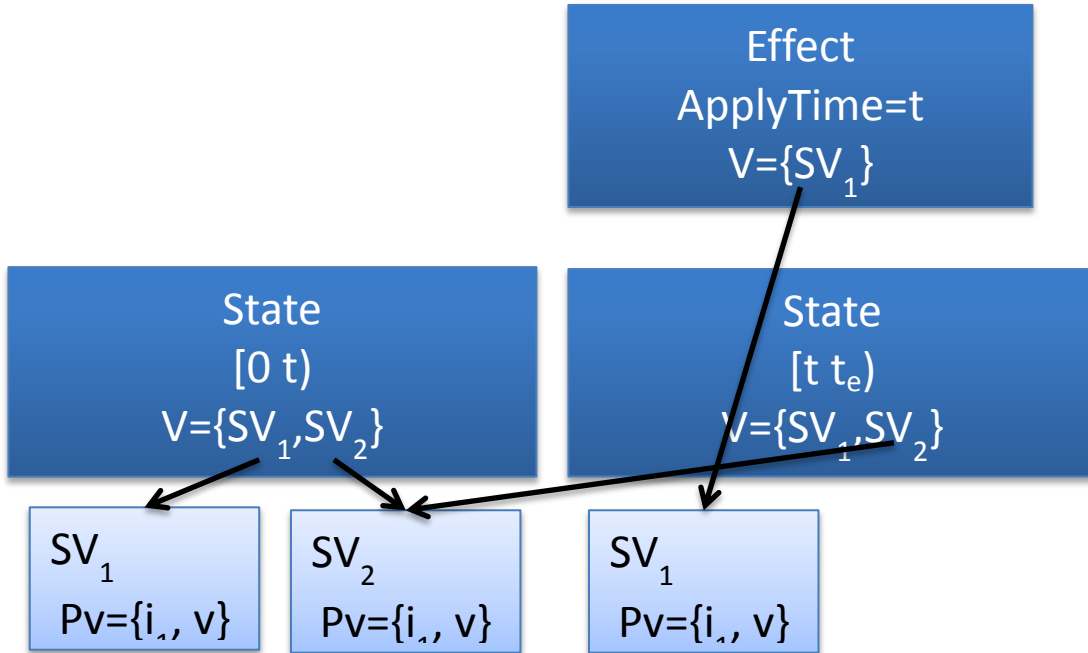 Effect
ApplyTime=t
V={SV₁}
State
[0 t)
V={SV₁,SV₂}
State
[t tₑ)
V={SV₁,SV₂}
SV₁
Pv={i₁, v}
SV₂
Pv={i₁, v}
SV₁
Pv={i₁, v}